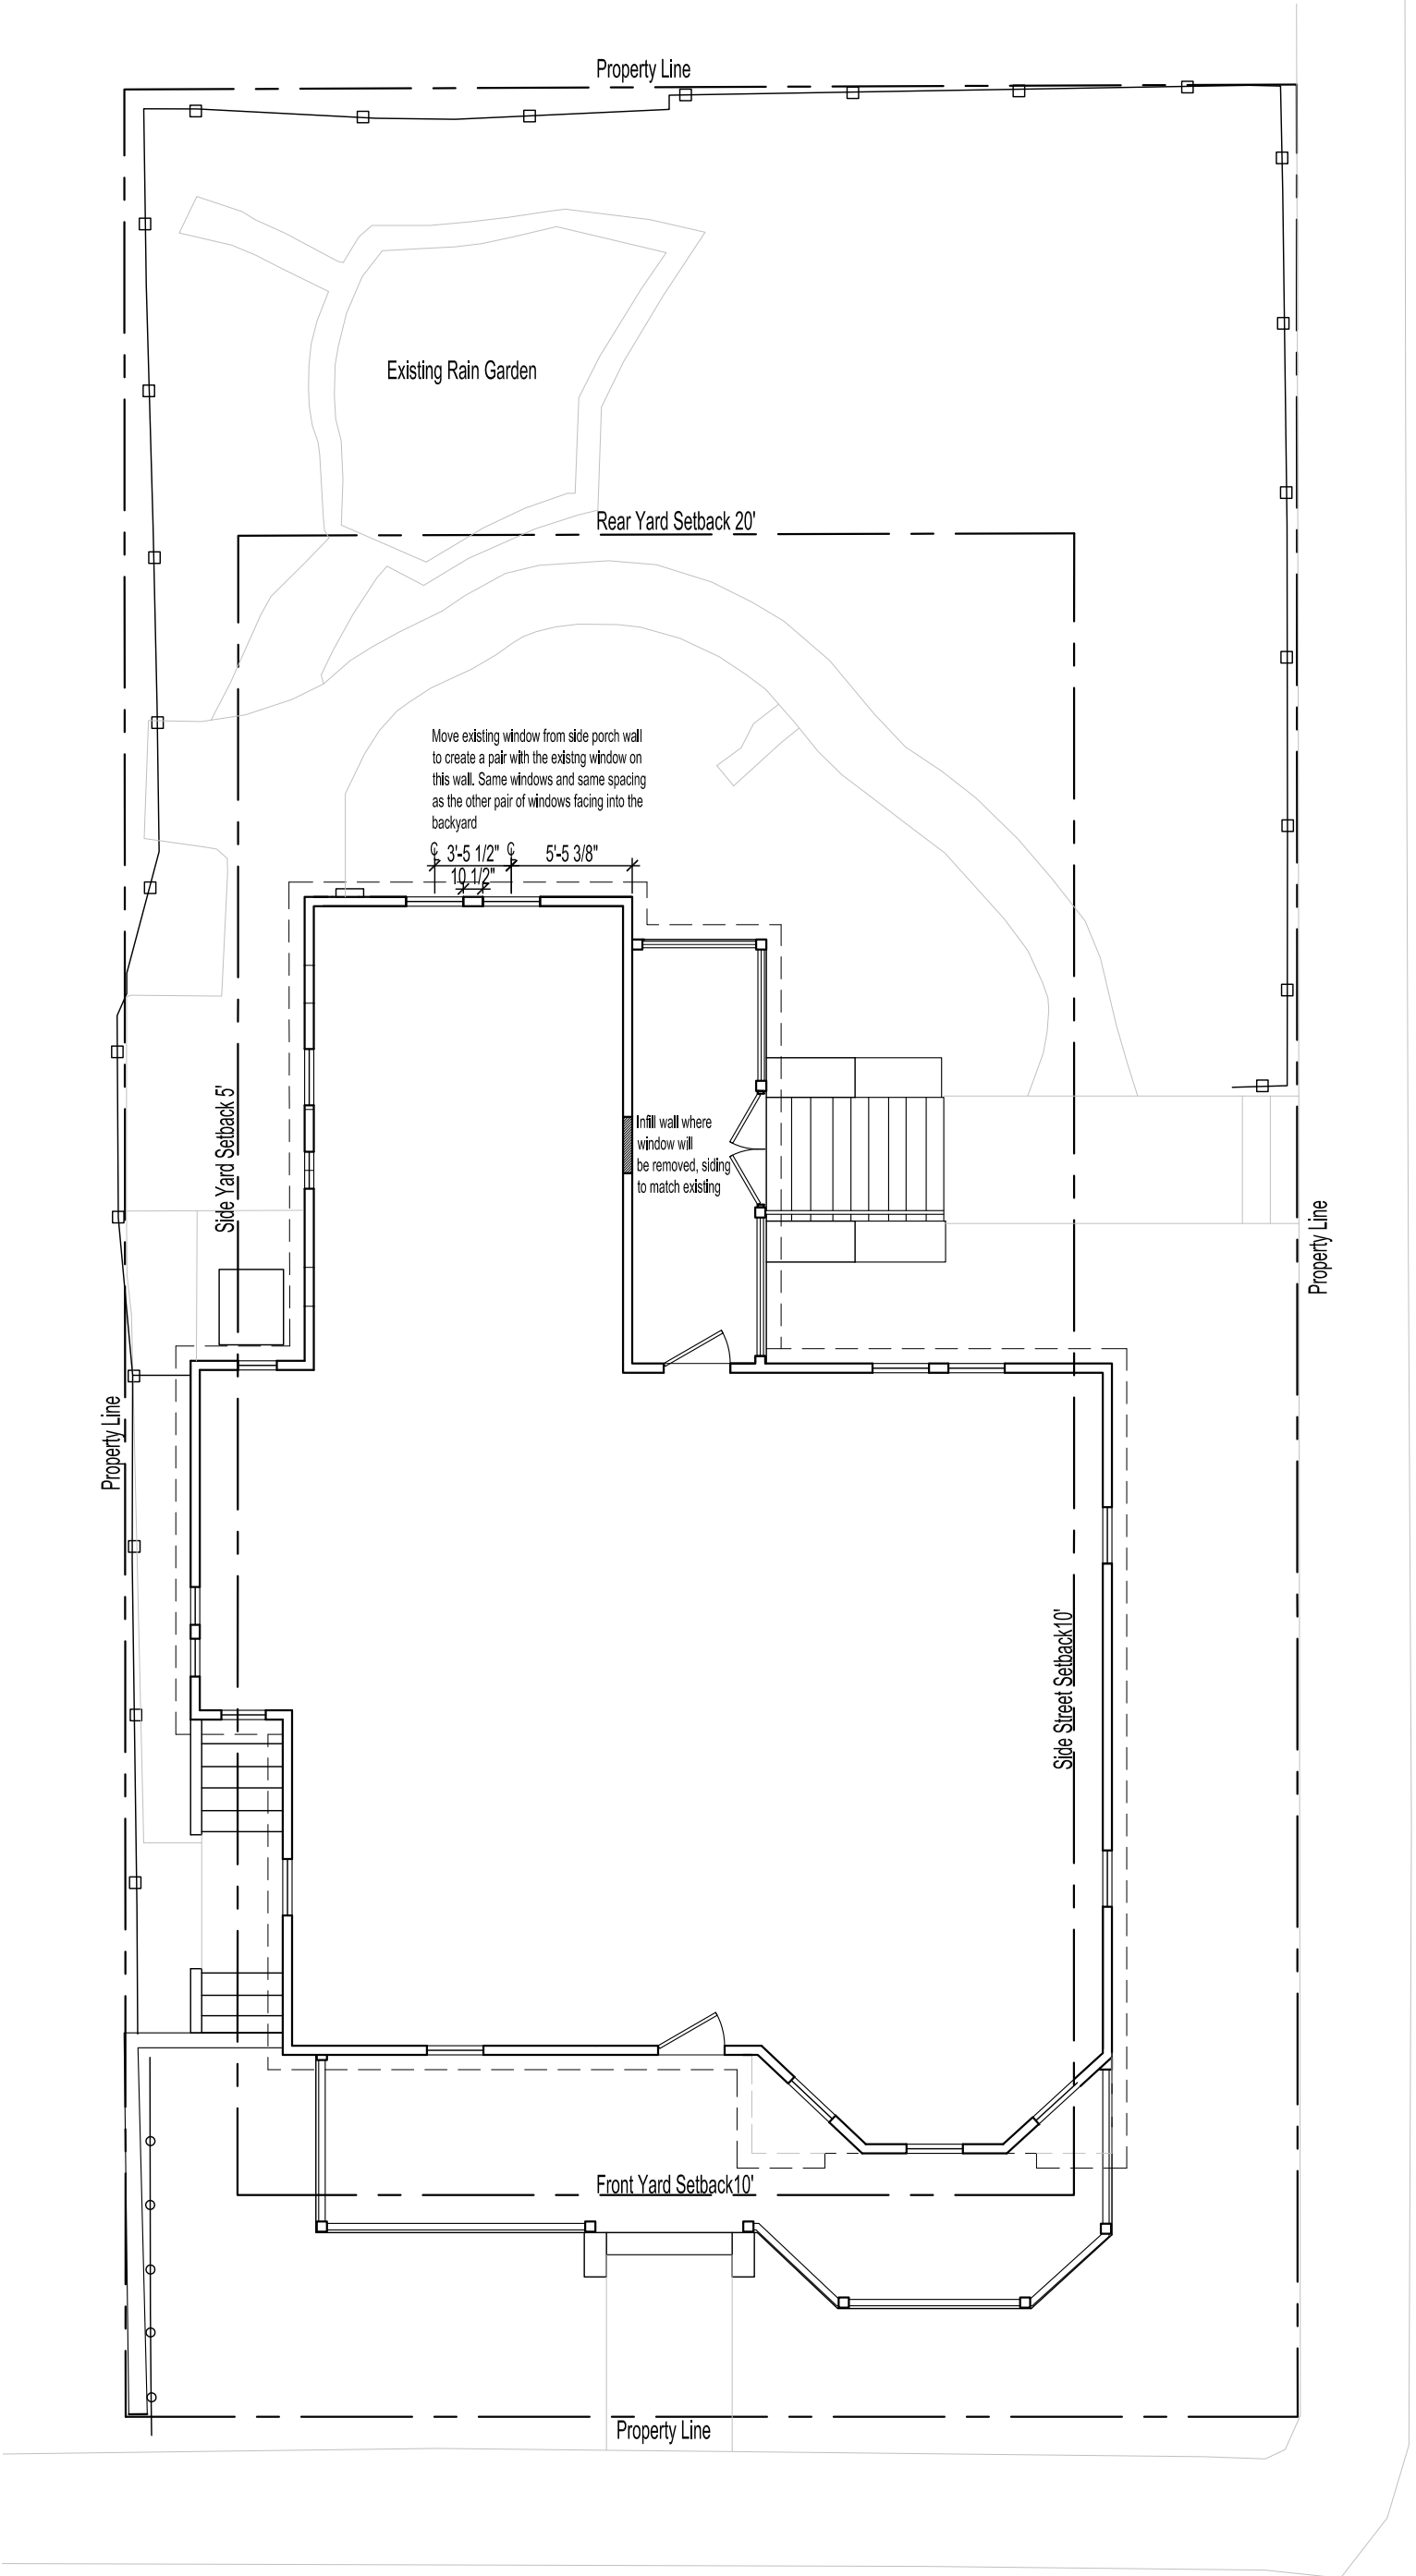 Property Line
Existing Rain Garden
Rear Yard Setback 20'
Move existing window from side porch wall
to create a pair with the existng window on
this wall. Same windows and same spacing
as the other pair of windows facing into the
backyard
℄ 3'-5 1/2" ℄ 5'-5 3/8"
10 1/2"
Side Yard Setback 5'
Infill wall where
window will
be removed, siding
to match existing
Property Line
Property Line
Side Street Setback10'
Front Yard Setback10'
Property Line